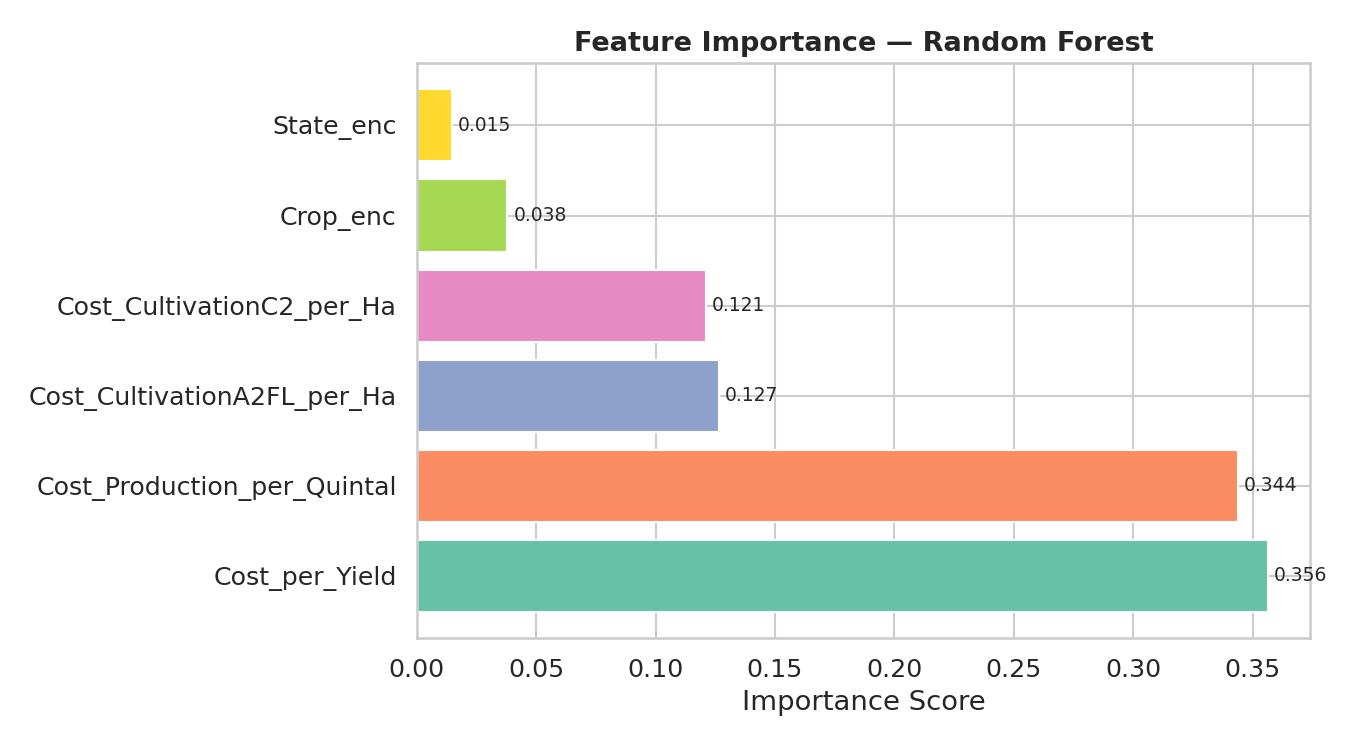 Feature Importance — Random Forest
State_enc
0.015
Crop_enc
0.038
Cost_CultivationC2_per_Ha
0.121
Cost_CultivationA2FL_per_Ha
0.127
Cost_Production_per_Quintal
0.344
Cost_per_Yield
0.356
0.00 0.05 0.10 0.15 0.20 0.25 0.30 0.35
Importance Score